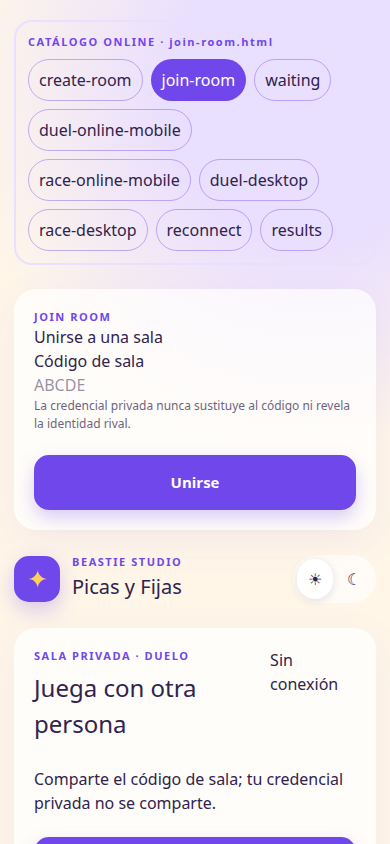 CATÁLOGO ONLINE · join-room.html
create-room join-room waiting
duel-online-mobile
race-online-mobile duel-desktop
race-desktop reconnect results
JOIN ROOM
Unirse a una sala
Código de sala
ABCDE
La credencial privada nunca sustituye al código ni revela
la identidad rival.
Unirse
BEASTIE STUDIO
Picas y Fijas
SALA PRIVADA · DUELO
Juega con otra
persona
Sin
conexión
Comparte el código de sala; tu credencial
privada no se comparte.